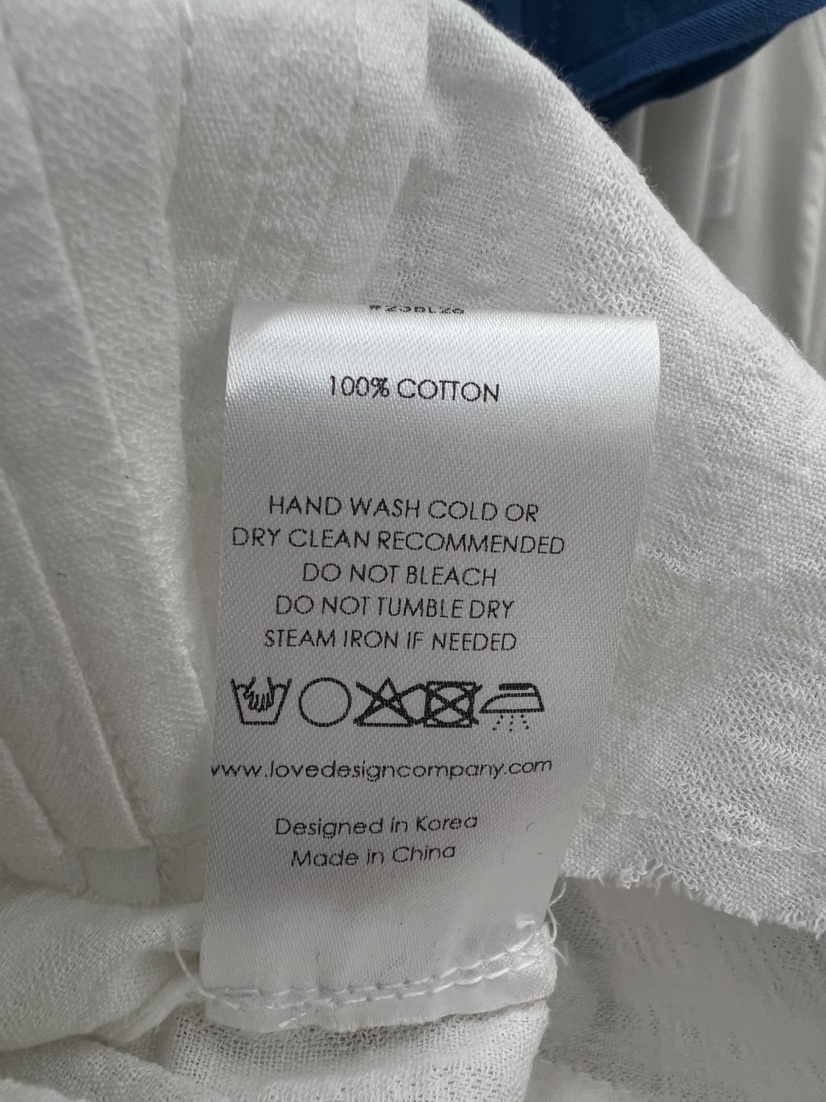 100% COTTON
HAND WASH COLD OR
DRY CLEAN RECOMMENDED
DO NOT BLEACH
DO NOT TUMBLE DRY
STEAM IRON IF NEEDED
www.lovedesigncompany.com
Designed in Korea
Made in China